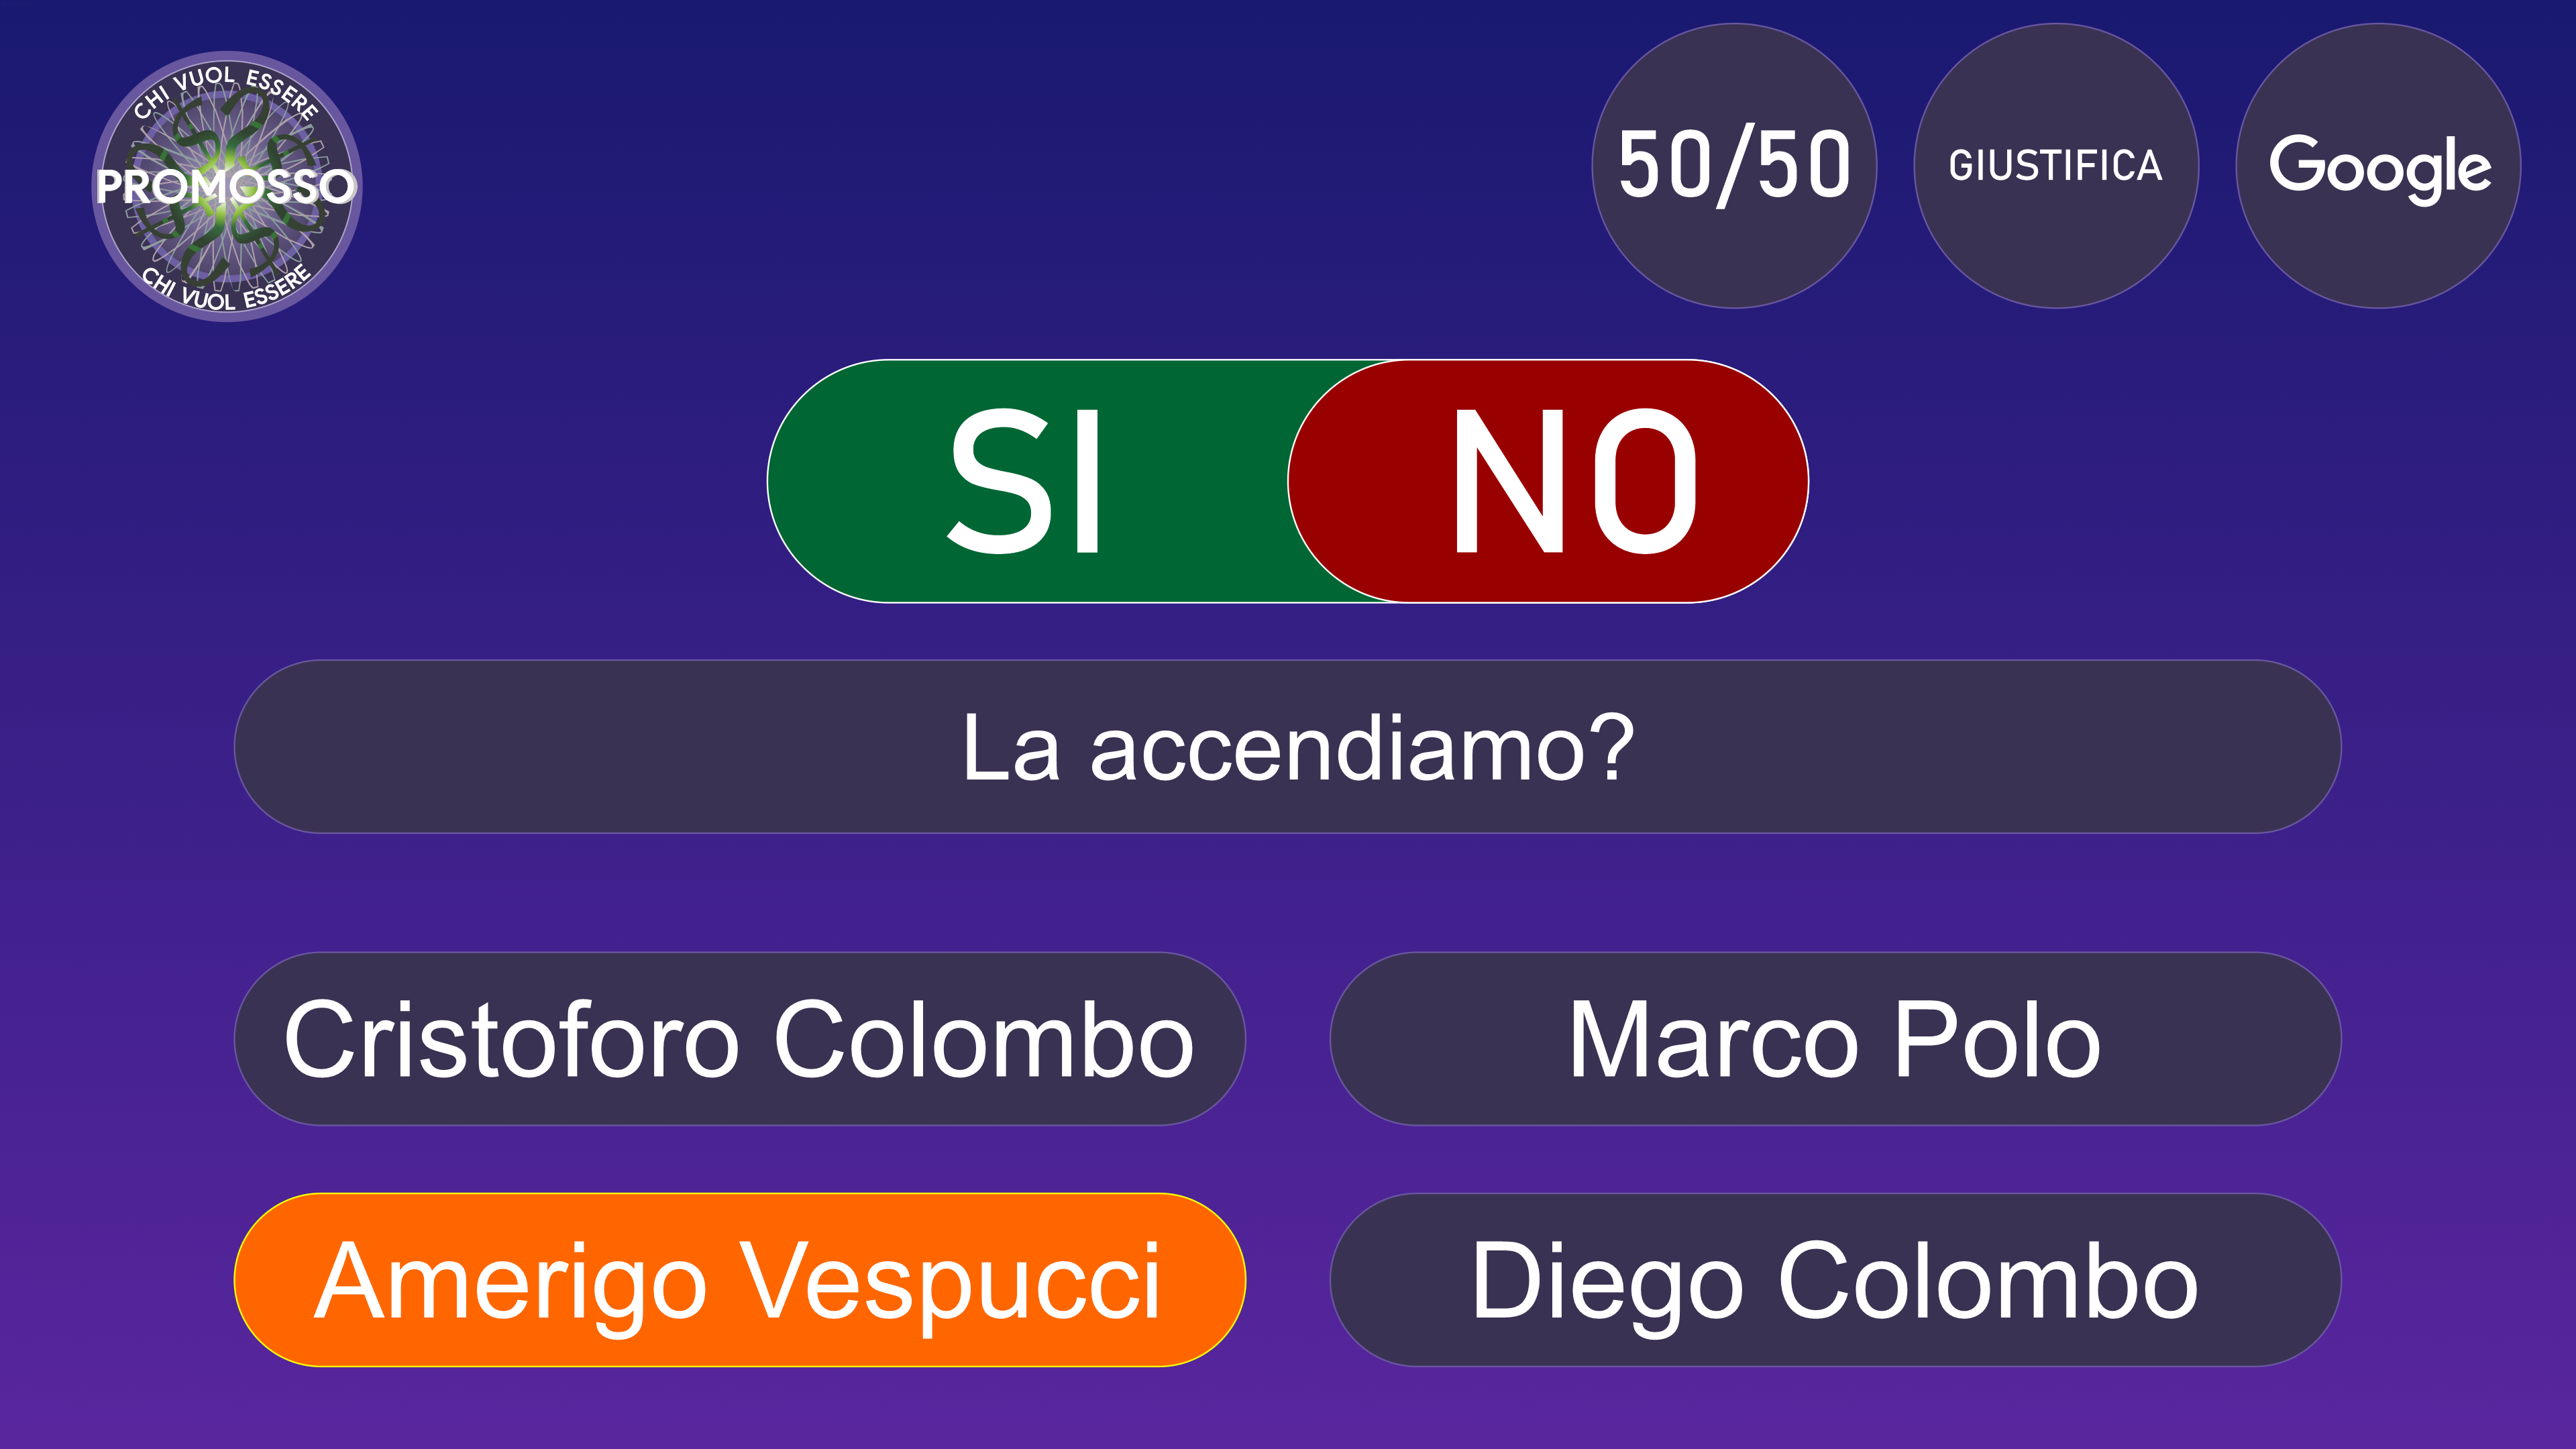 CHI VUOL ESSERE
PROMOSSO
CHI VUOL ESSERE
50/50
GIUSTIFICA
Google
SI
NO
La accendiamo?
Cristoforo Colombo
Marco Polo
Amerigo Vespucci
Diego Colombo